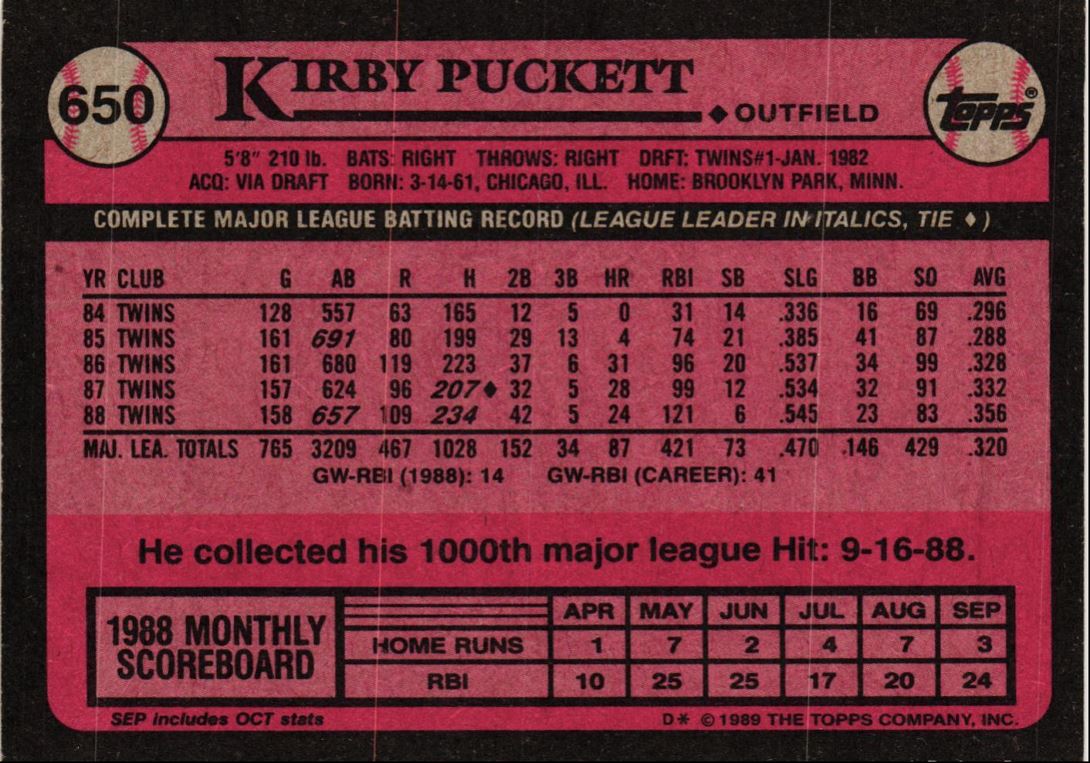 650 KIRBY PUCKETT Topps®
◆ OUTFIELD
5'8" 210 lb. BATS: RIGHT THROWS: RIGHT DRFT: TWINS#1-JAN. 1982
ACQ: VIA DRAFT BORN: 3-14-61, CHICAGO, ILL. HOME: BROOKLYN PARK, MINN.
COMPLETE MAJOR LEAGUE BATTING RECORD (LEAGUE LEADER IN ITALICS, TIE ♦)
YR CLUB G AB R H 2B 3B HR RBI SB SLG BB SO AVG
84 TWINS 128 557 63 165 12 5 0 31 14 .336 16 69 .296
85 TWINS 161 691 80 199 29 13 4 74 21 .385 41 87 .288
86 TWINS 161 680 119 223 37 6 31 96 20 .537 34 99 .328
87 TWINS 157 624 96 207♦ 32 5 28 99 12 .534 32 91 .332
88 TWINS 158 657 109 234 42 5 24 121 6 .545 23 83 .356
MAJ. LEA. TOTALS 765 3209 467 1028 152 34 87 421 73 .470 146 429 .320
GW-RBI (1988): 14 GW-RBI (CAREER): 41
He collected his 1000th major league Hit: 9-16-88.
1988 MONTHLY
SCOREBOARD
APR MAY JUN JUL AUG SEP
HOME RUNS 1 7 2 4 7 3
RBI 10 25 25 17 20 24
SEP includes OCT stats D* © 1989 THE TOPPS COMPANY, INC.